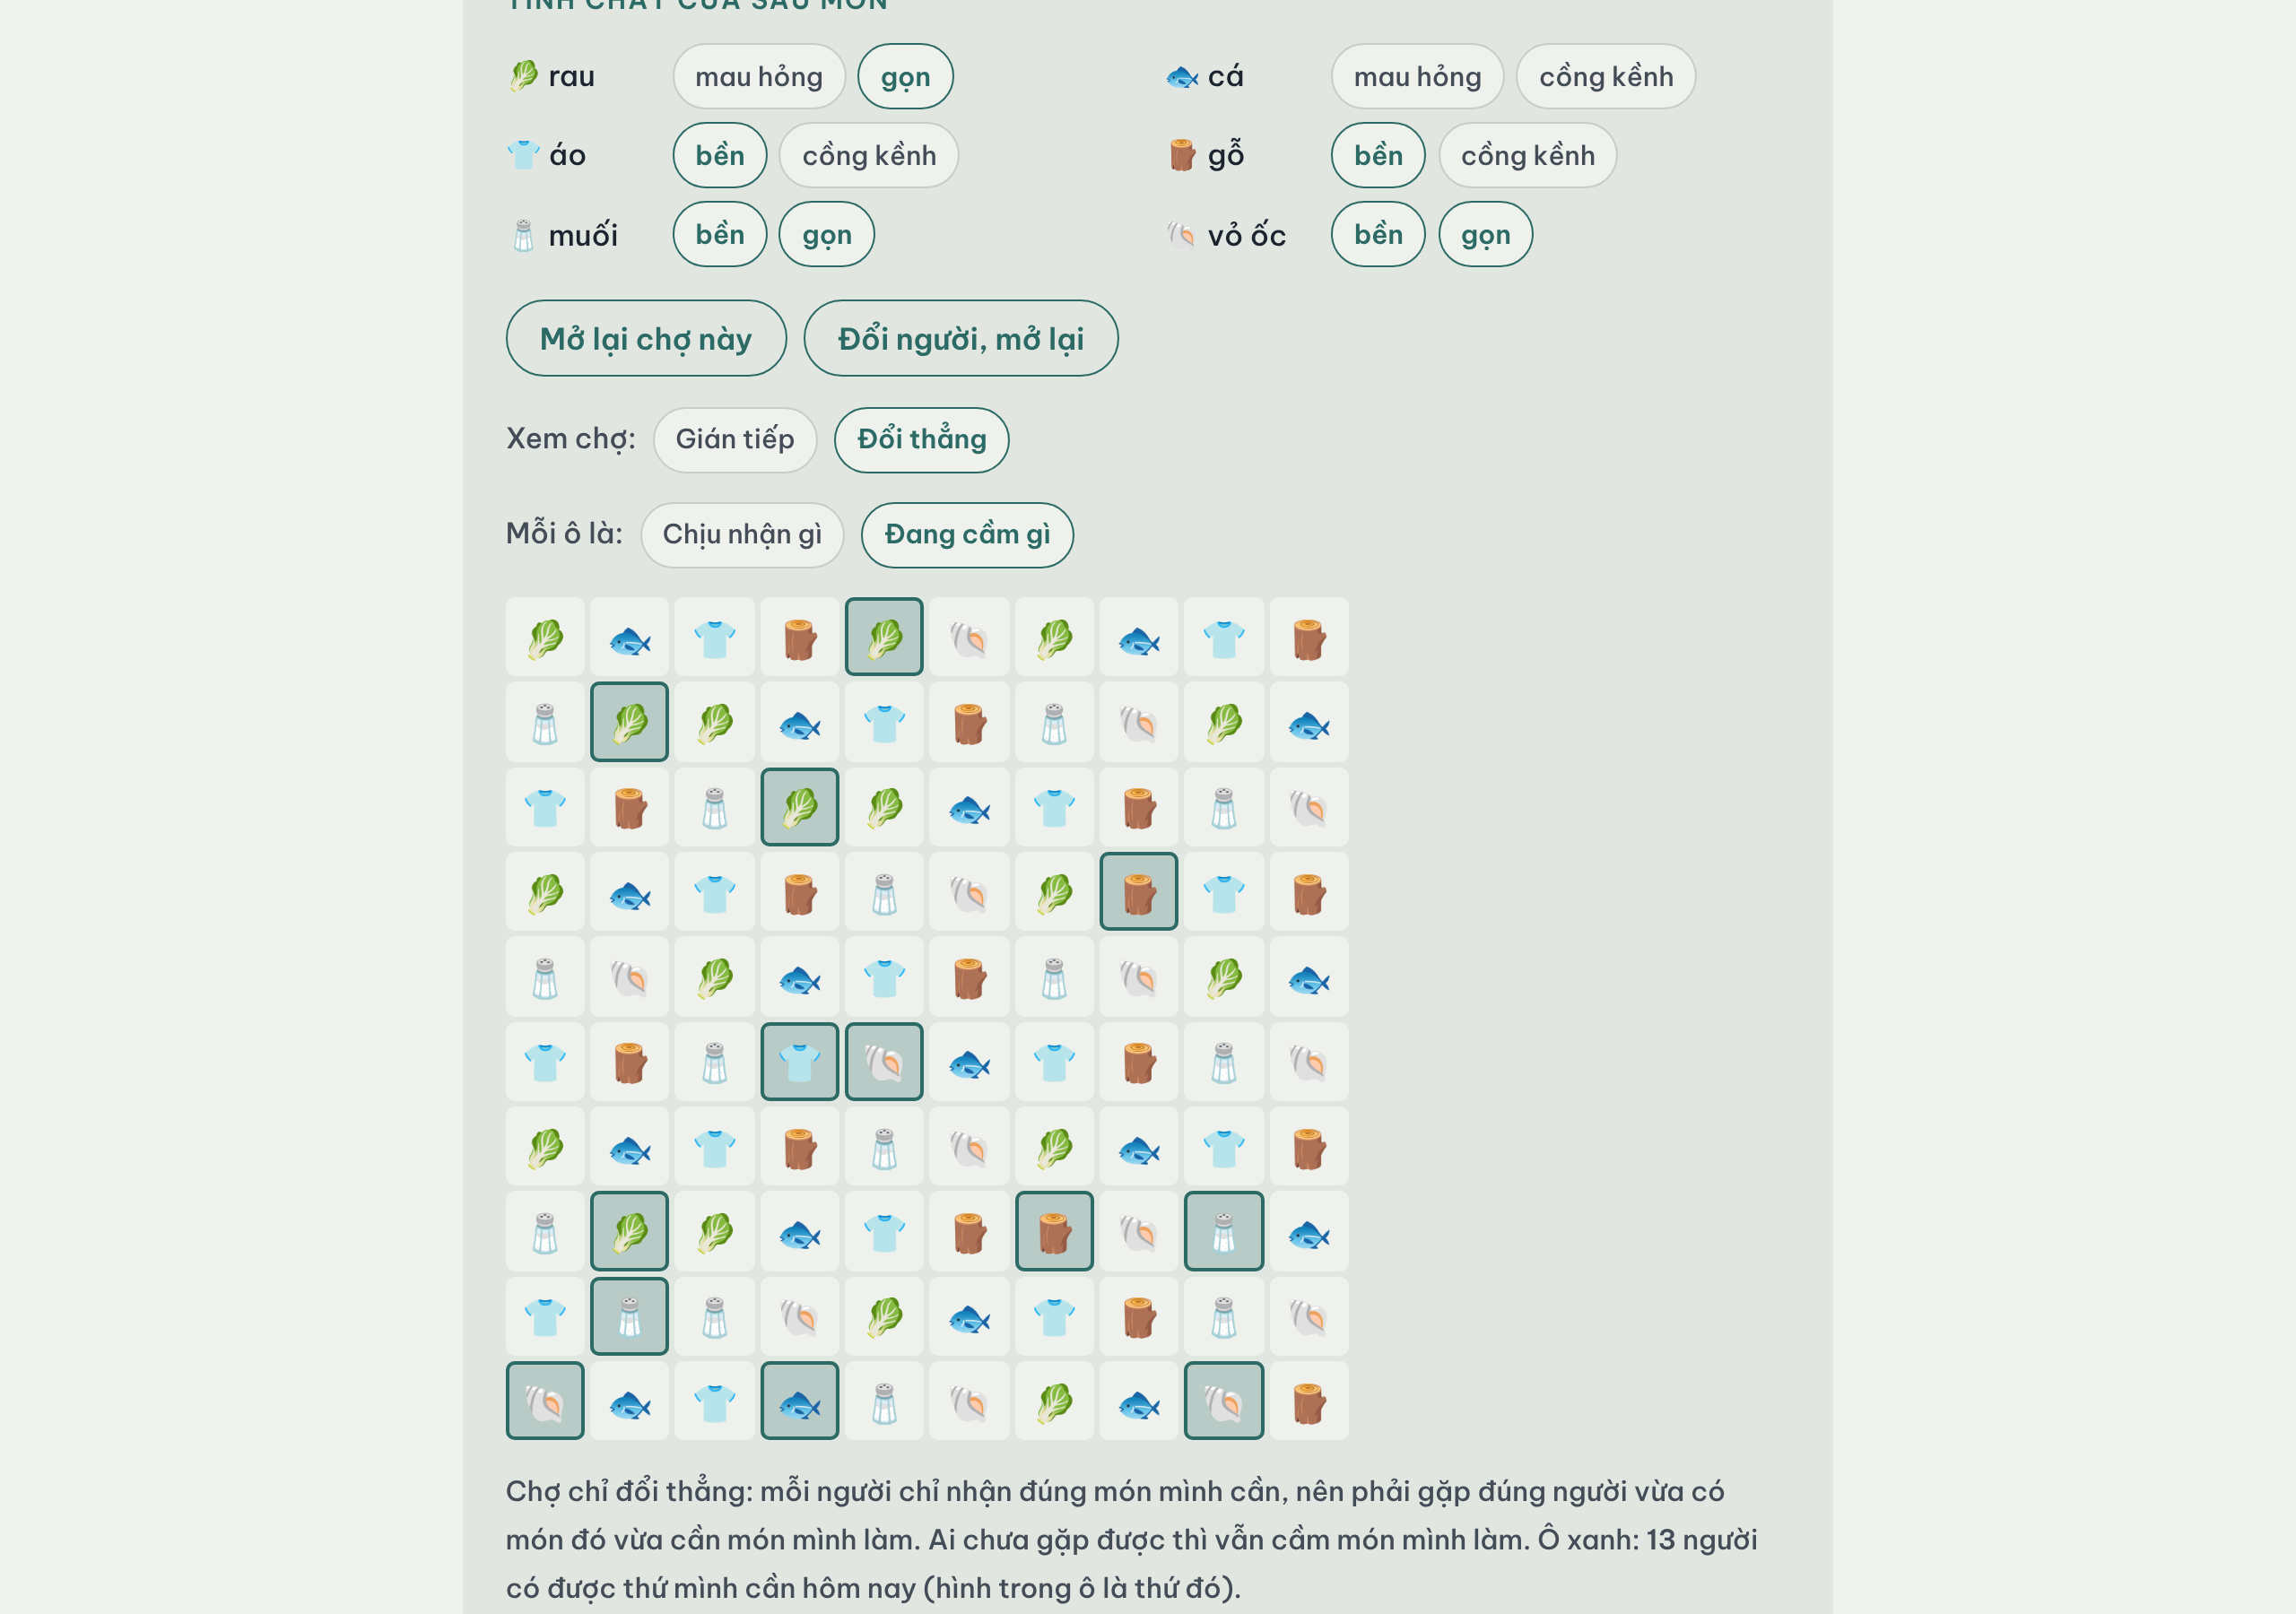 TÍNH CHẤT CỦA SÁU MÓN
rau mau hỏng gọn
cá mau hỏng cồng kềnh
áo bền cồng kềnh
gỗ bền cồng kềnh
muối bền gọn
vỏ ốc bền gọn
Mở lại chợ này Đổi người, mở lại
Xem chợ: Gián tiếp Đổi thẳng
Mỗi ô là: Chịu nhận gì Đang cầm gì
Chợ chỉ đổi thẳng: mỗi người chỉ nhận đúng món mình cần, nên phải gặp đúng người vừa có
món đó vừa cần món mình làm. Ai chưa gặp được thì vẫn cầm món mình làm. Ô xanh: 13 người
có được thứ mình cần hôm nay (hình trong ô là thứ đó).